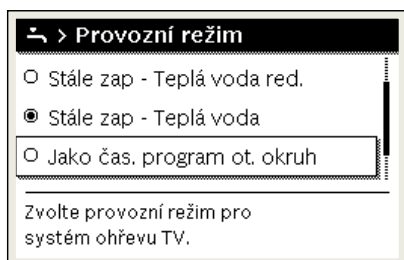 > Provozní režim
Stále zap - Teplá voda red.
Stále zap - Teplá voda
Jako čas. program ot. okruh
Zvolte provozní režim pro
systém ohřevu TV.